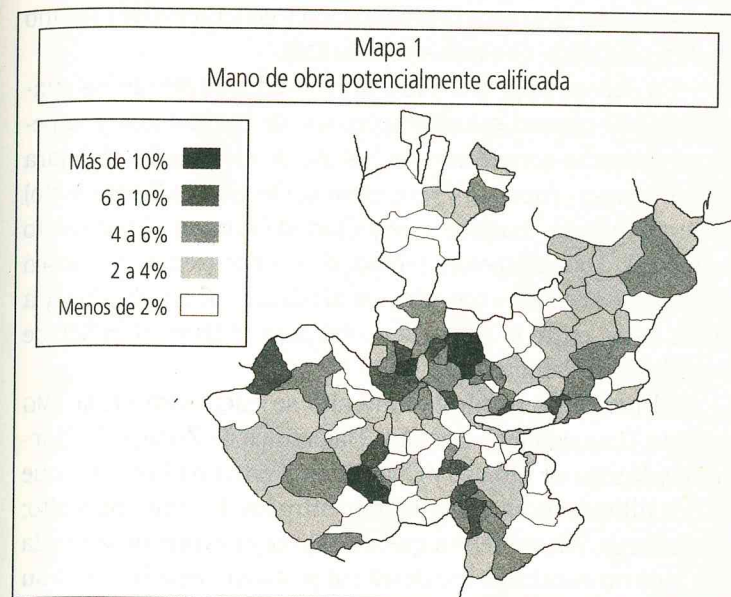 Mapa 1
Mano de obra potencialmente calificada
Más de 10%
6 a 10%
4 a 6%
2 a 4%
Menos de 2%